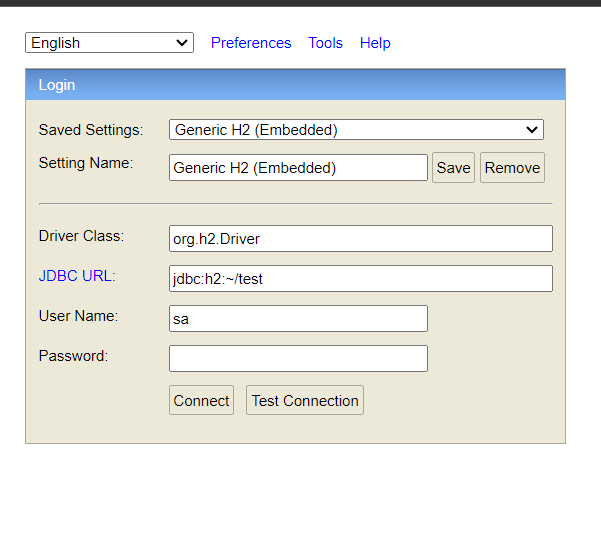 English Preferences Tools Help
Login
Saved Settings: Generic H2 (Embedded)
Setting Name: Generic H2 (Embedded) Save Remove
Driver Class: org.h2.Driver
JDBC URL: jdbc:h2:~/test
User Name: sa
Password:
Connect Test Connection